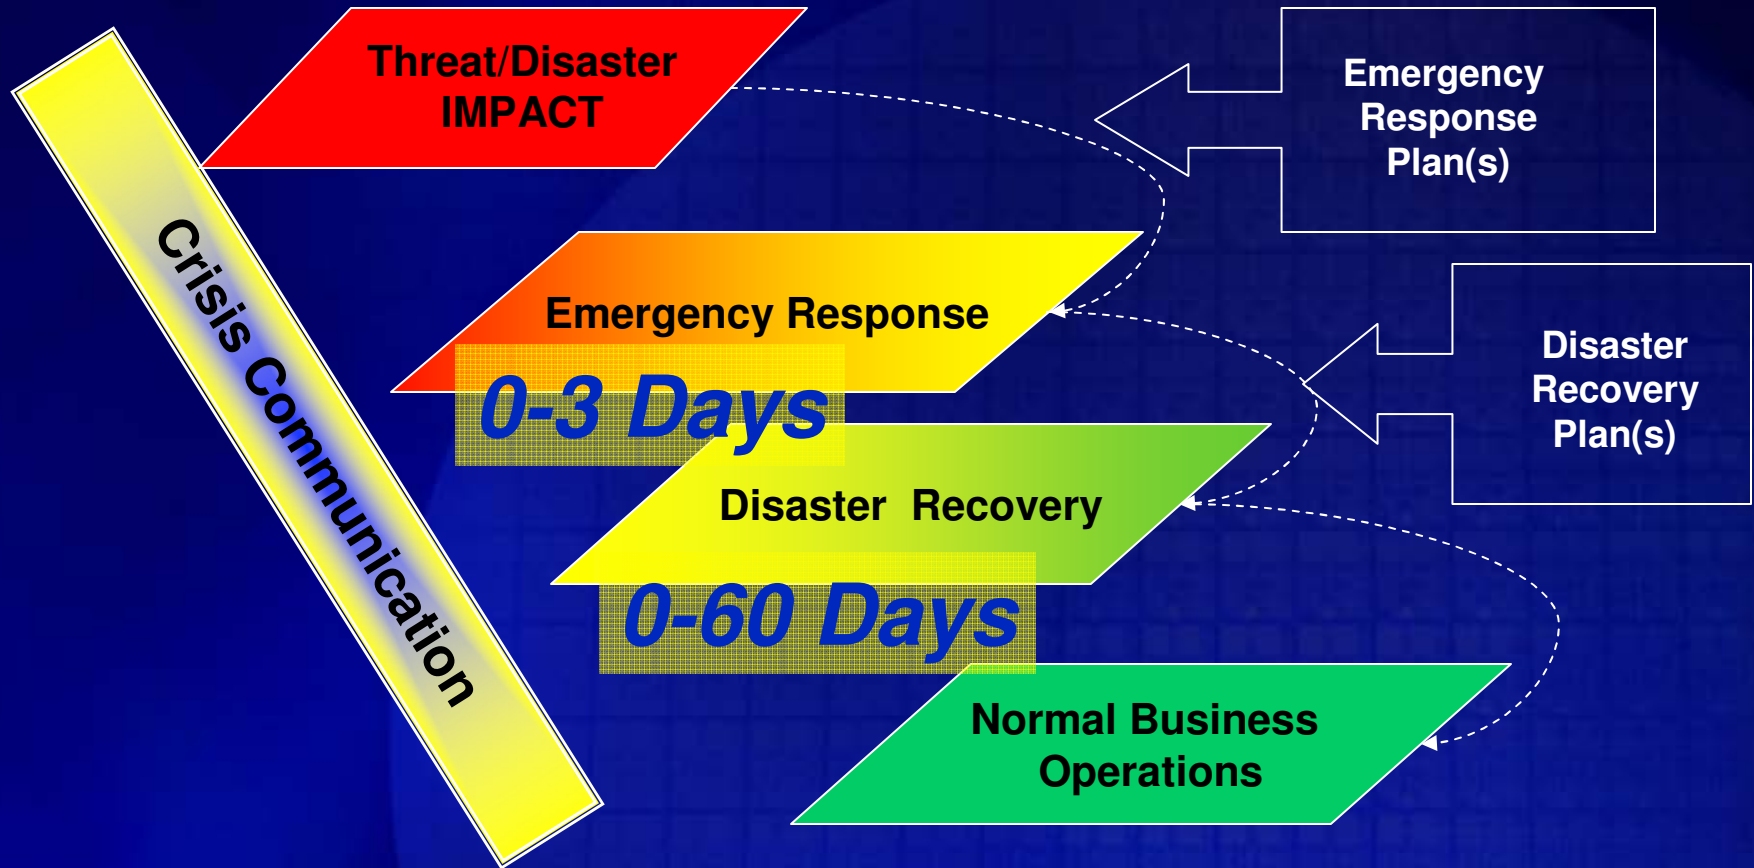 Threat/Disaster
IMPACT
Emergency
Response
Plan(s)
Crisis Communication
Emergency Response
0-3 Days
Disaster
Recovery
Plan(s)
Disaster  Recovery
0-60 Days
Normal Business
Operations